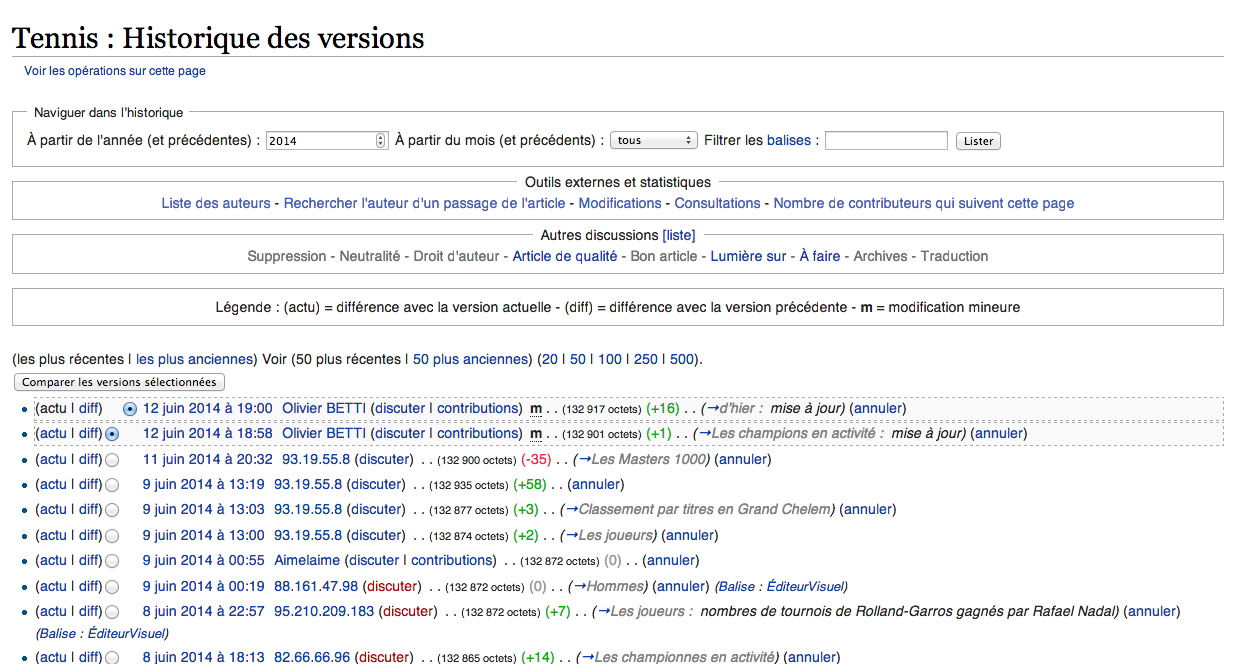 Tennis : Historique des versions
Voir les opérations sur cette page
Naviguer dans l'historique
À partir de l'année (et précédentes) : 2014 À partir du mois (et précédents) : tous Filtrer les balises : Lister
Outils externes et statistiques
Liste des auteurs - Rechercher l'auteur d'un passage de l'article - Modifications - Consultations - Nombre de contributeurs qui suivent cette page
Autres discussions [liste]
Suppression - Neutralité - Droit d'auteur - Article de qualité - Bon article - Lumière sur - À faire - Archives - Traduction
Légende : (actu) = différence avec la version actuelle - (diff) = différence avec la version précédente - m = modification mineure
(les plus récentes | les plus anciennes) Voir (50 plus récentes | 50 plus anciennes) (20 | 50 | 100 | 250 | 500).
Comparer les versions sélectionnées
• (actu | diff) 12 juin 2014 à 19:00 Olivier BETTI (discuter | contributions) m . . (132 917 octets) (+16) . . (→d'hier : mise à jour) (annuler)
• (actu | diff) 12 juin 2014 à 18:58 Olivier BETTI (discuter | contributions) m . . (132 901 octets) (+1) . . (→Les champions en activité : mise à jour) (annuler)
• (actu | diff) 11 juin 2014 à 20:32 93.19.55.8 (discuter) . . (132 900 octets) (-35) . . (→Les Masters 1000) (annuler)
• (actu | diff) 9 juin 2014 à 13:19 93.19.55.8 (discuter) . . (132 935 octets) (+58) . . (annuler)
• (actu | diff) 9 juin 2014 à 13:03 93.19.55.8 (discuter) . . (132 877 octets) (+3) . . (→Classement par titres en Grand Chelem) (annuler)
• (actu | diff) 9 juin 2014 à 13:00 93.19.55.8 (discuter) . . (132 874 octets) (+2) . . (→Les joueurs) (annuler)
• (actu | diff) 9 juin 2014 à 00:55 Aimelaime (discuter | contributions) . . (132 872 octets) (0) . . (annuler)
• (actu | diff) 9 juin 2014 à 00:19 88.161.47.98 (discuter) . . (132 872 octets) (0) . . (→Hommes) (annuler) (Balise : ÉditeurVisuel)
• (actu | diff) 8 juin 2014 à 22:57 95.210.209.183 (discuter) . . (132 872 octets) (+7) . . (→Les joueurs : nombres de tournois de Rolland-Garros gagnés par Rafael Nadal) (annuler)
(Balise : ÉditeurVisuel)
• (actu | diff) 8 juin 2014 à 18:13 82.66.66.96 (discuter) . . (132 865 octets) (+14) . . (→Les championnes en activité) (annuler)